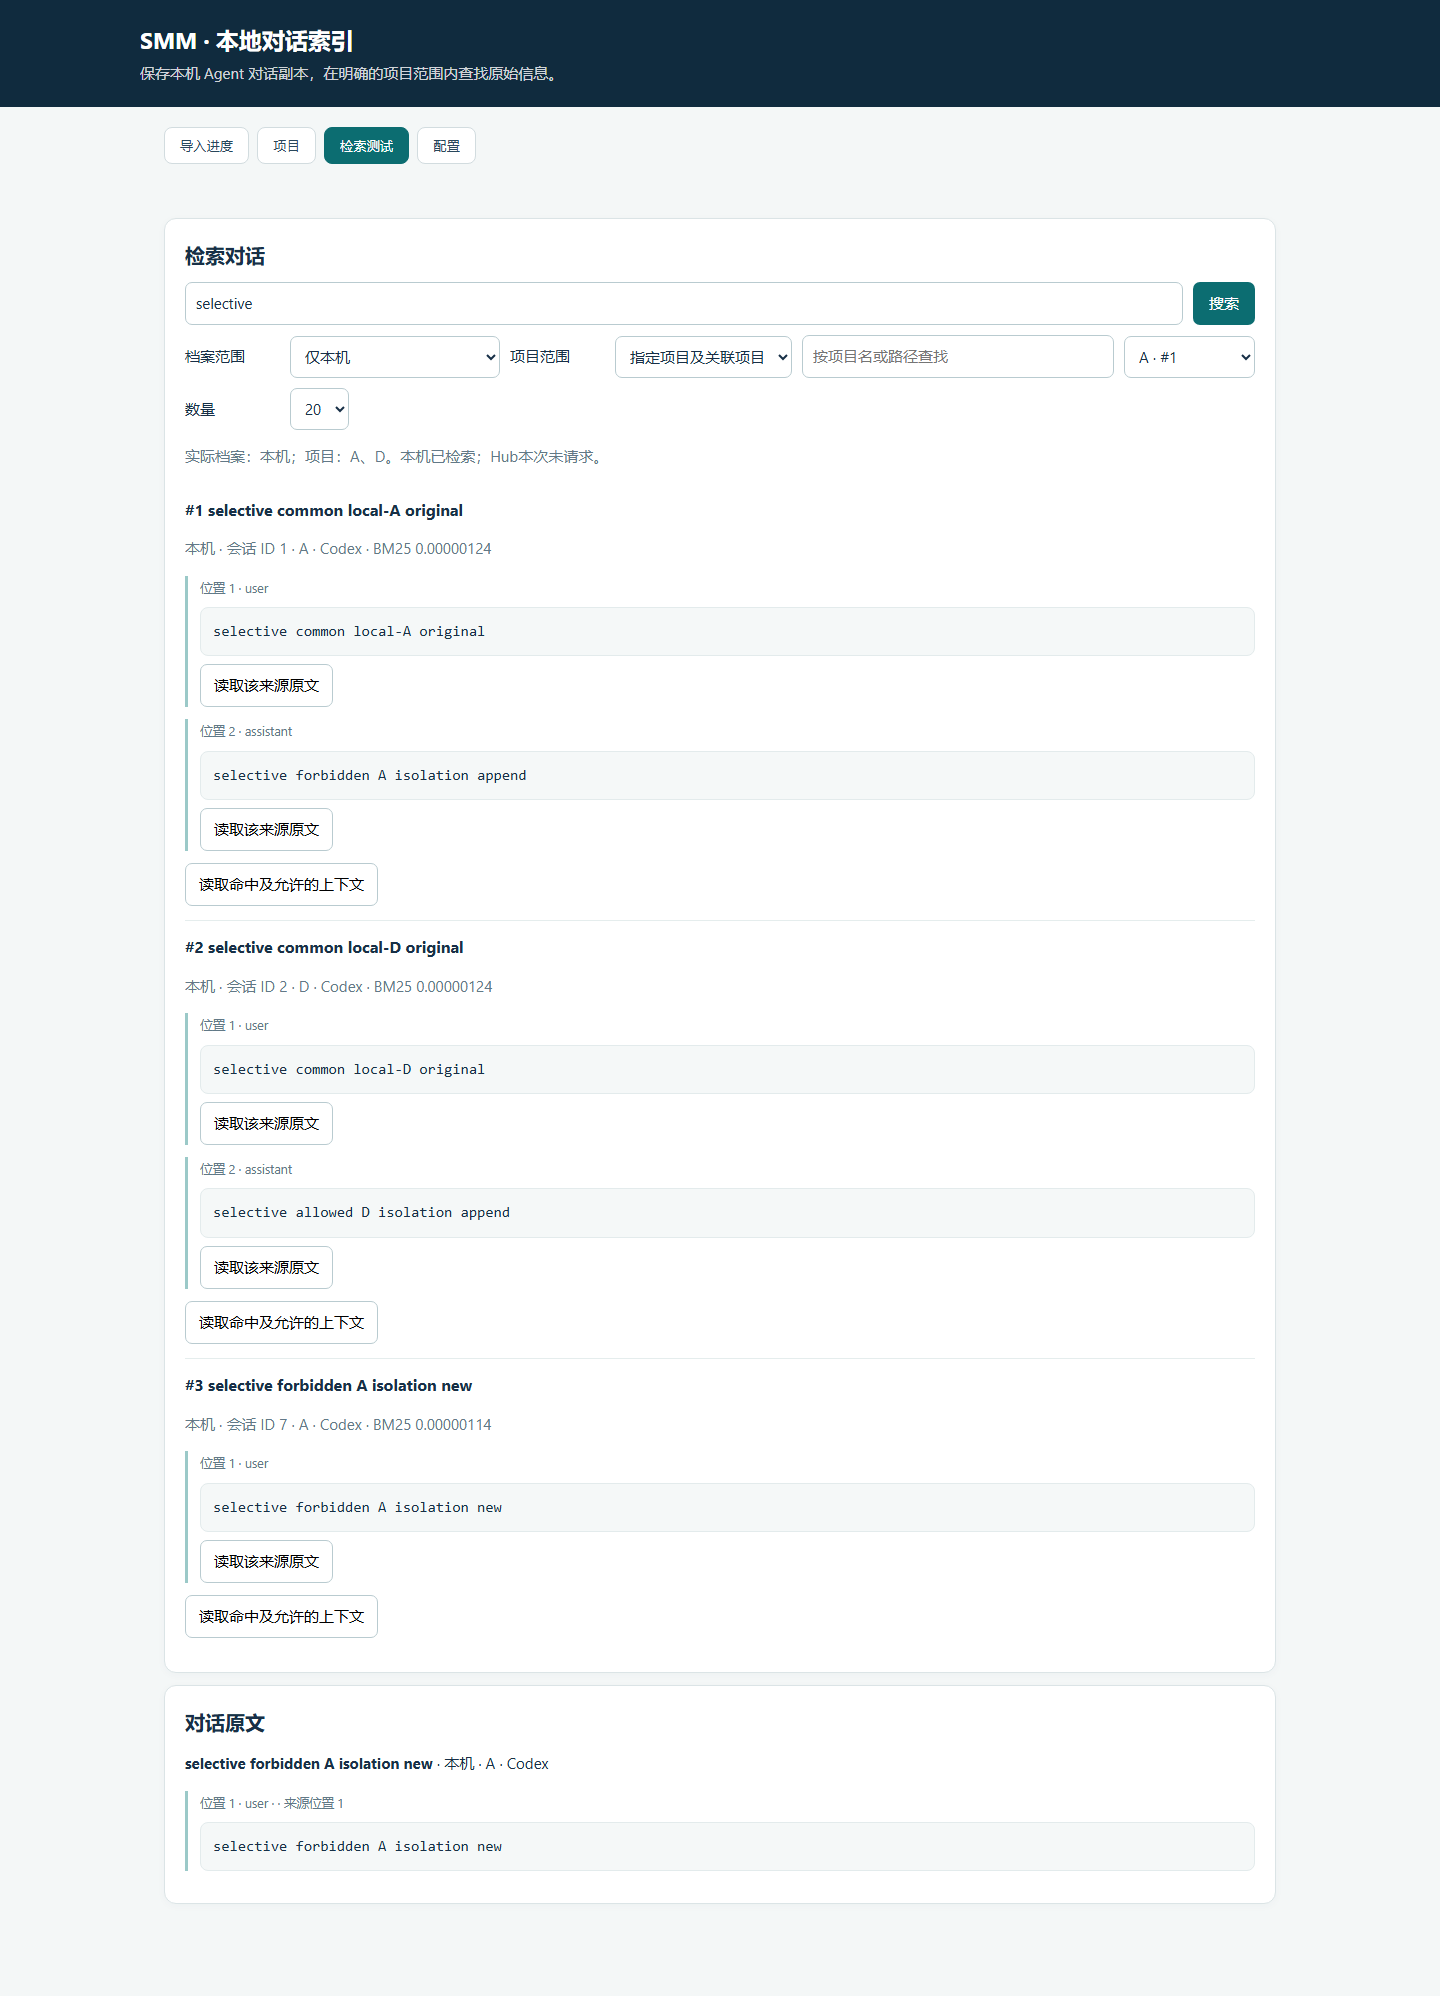 SMM · 本地对话索引
保存本机 Agent 对话副本，在明确的项目范围内查找原始信息。
导入进度 项目 检索测试 配置
检索对话
selective 搜索
档案范围 仅本机 项目范围 指定项目及关联项目 按项目名或路径查找 A · #1
数量 20
实际档案：本机；项目：A、D。本机已检索；Hub本次未请求。
#1 selective common local-A original
本机 · 会话 ID 1 · A · Codex · BM25 0.00000124
位置 1 · user
selective common local-A original
读取该来源原文
位置 2 · assistant
selective forbidden A isolation append
读取该来源原文
读取命中及允许的上下文
#2 selective common local-D original
本机 · 会话 ID 2 · D · Codex · BM25 0.00000124
位置 1 · user
selective common local-D original
读取该来源原文
位置 2 · assistant
selective allowed D isolation append
读取该来源原文
读取命中及允许的上下文
#3 selective forbidden A isolation new
本机 · 会话 ID 7 · A · Codex · BM25 0.00000114
位置 1 · user
selective forbidden A isolation new
读取该来源原文
读取命中及允许的上下文
对话原文
selective forbidden A isolation new · 本机 · A · Codex
位置 1 · user · · 来源位置 1
selective forbidden A isolation new